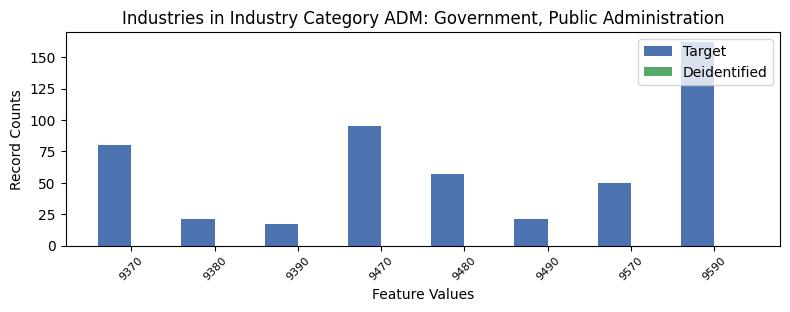 Industries in Industry Category ADM: Government, Public Administration
Target
Deidentified
Record Counts
150
125
100
75
50
25
0
9370 9380 9390 9470 9480 9490 9570 9590
Feature Values